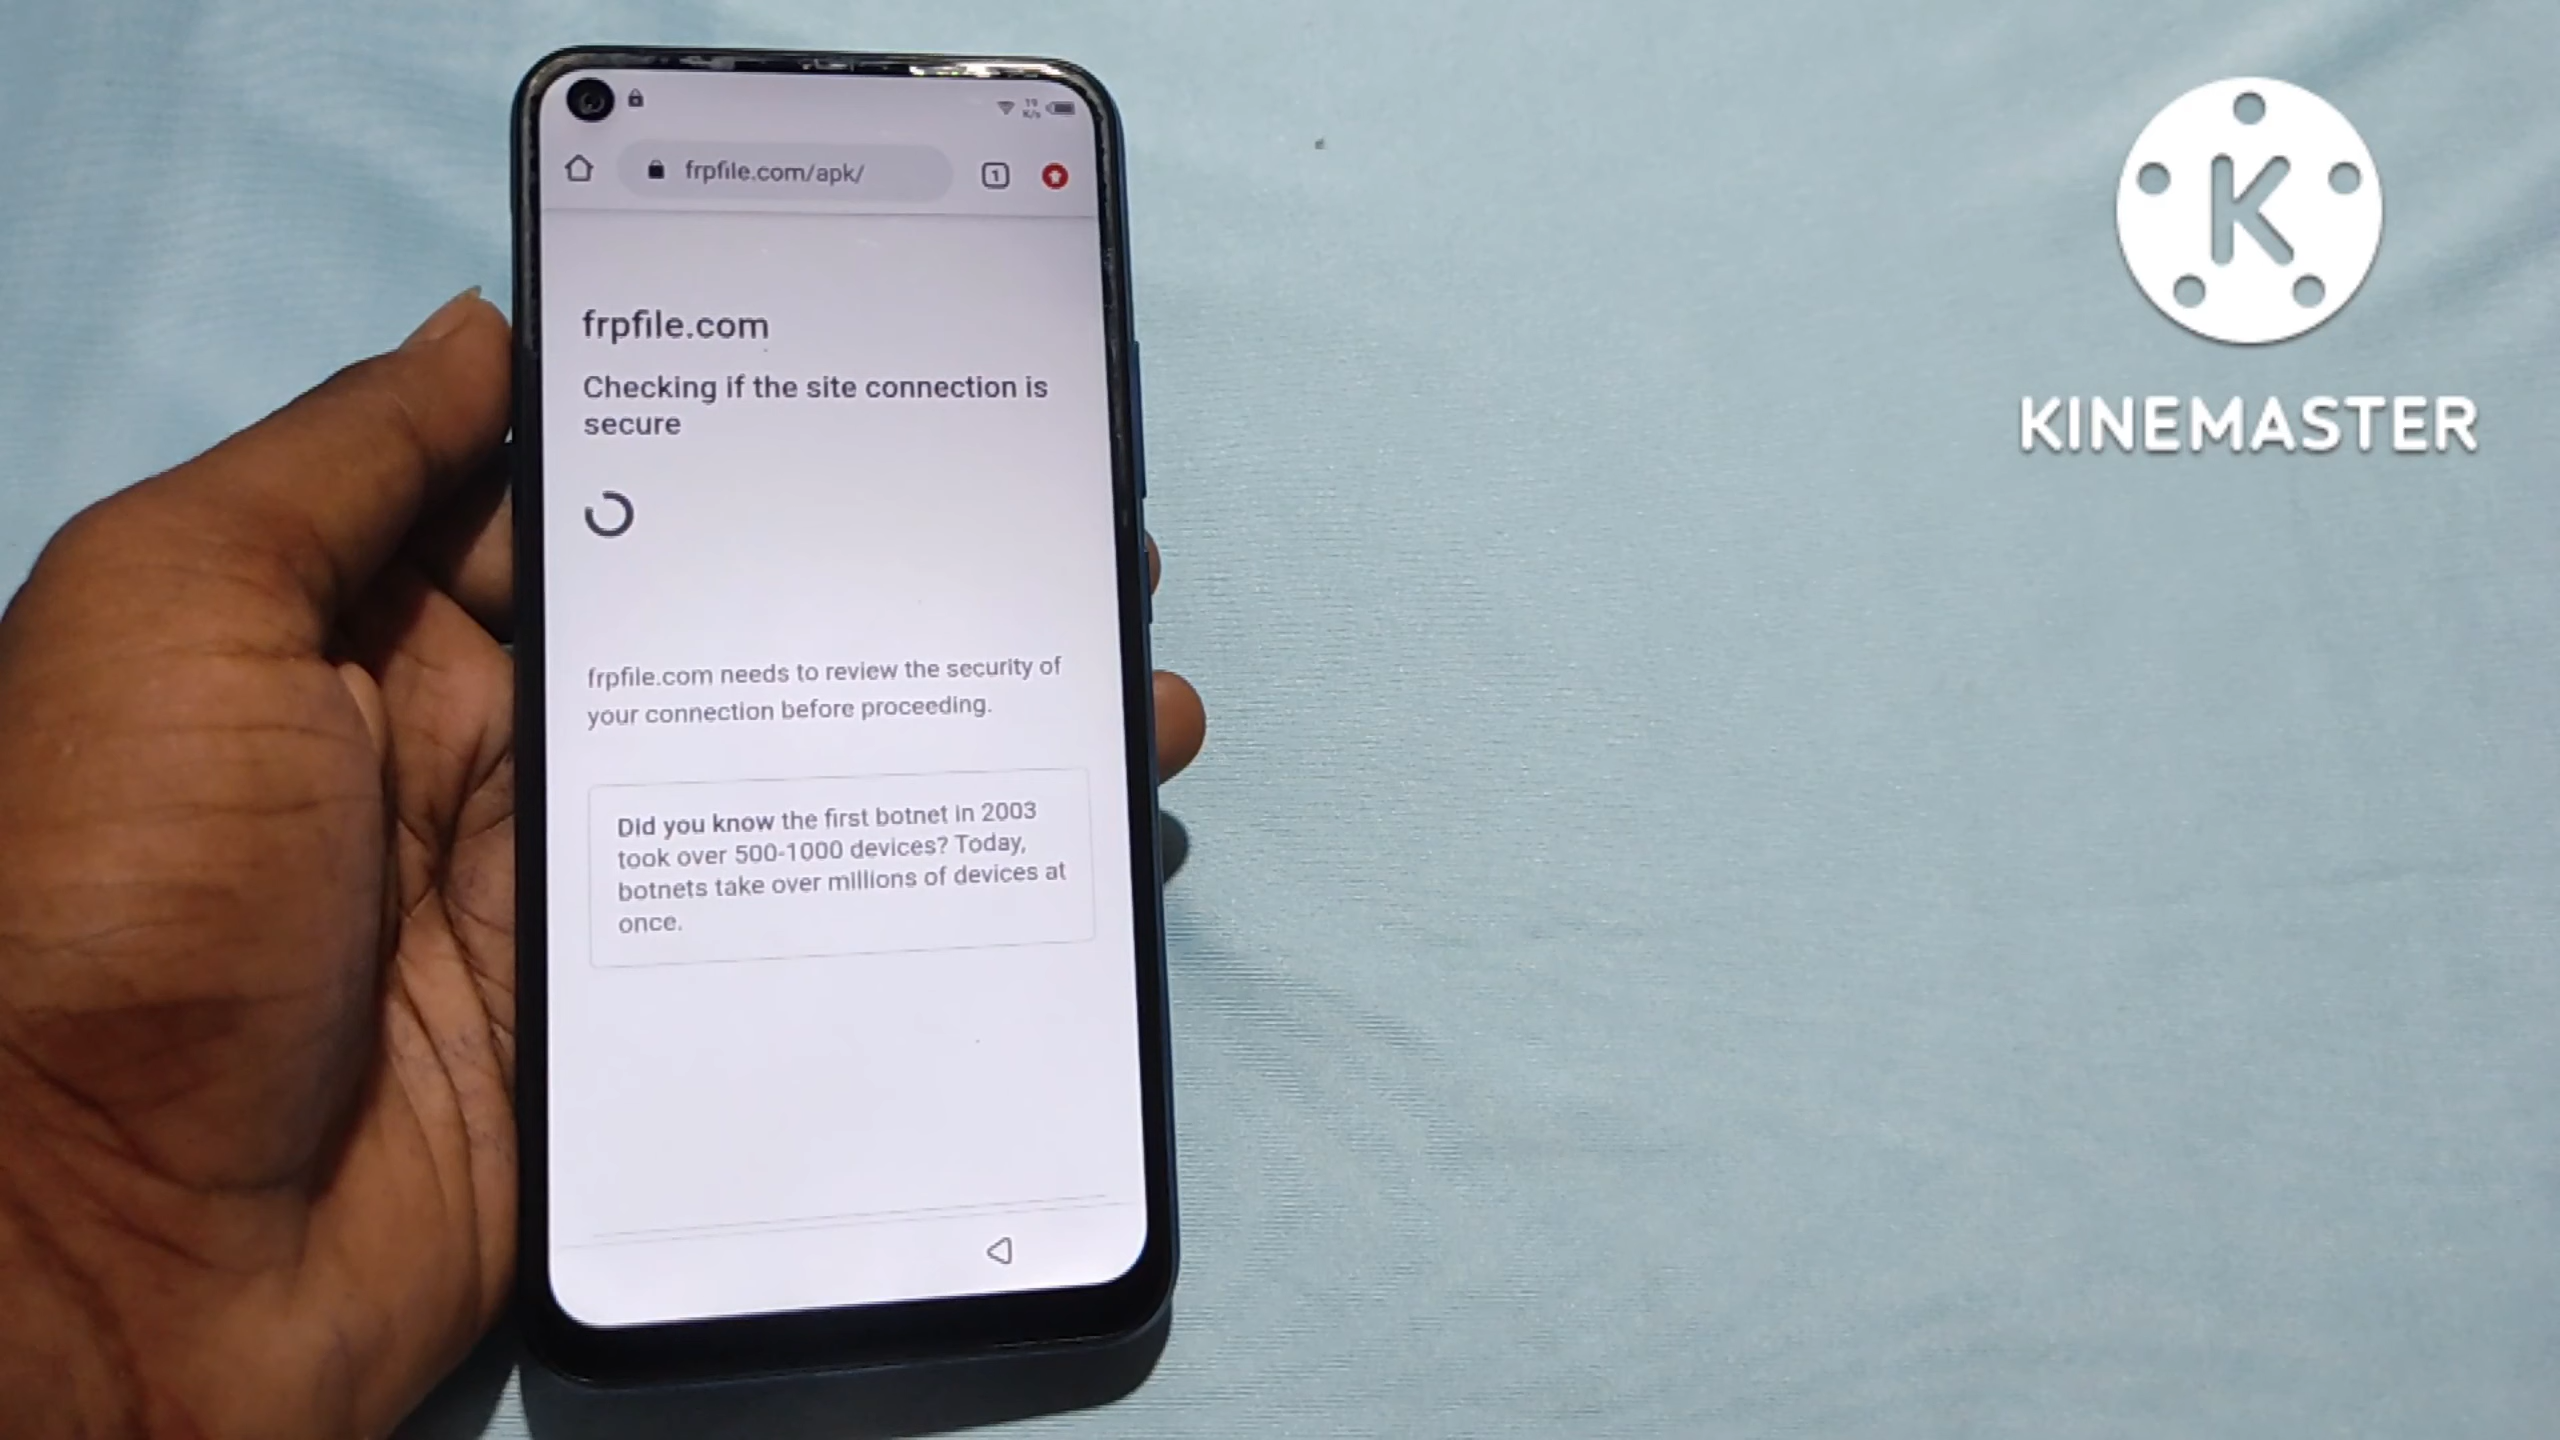 19
K/s
frpfile.com/apk/
1
frpfile.com
Checking if the site connection is
secure
frpfile.com needs to review the security of
your connection before proceeding.
Did you know the first botnet in 2003
took over 500-1000 devices? Today,
botnets take over millions of devices at
once.
K
KINEMASTER